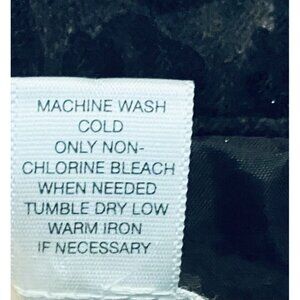 MACHINE WASH
COLD
ONLY NON-
CHLORINE BLEACH
WHEN NEEDED
TUMBLE DRY LOW
WARM IRON
IF NECESSARY